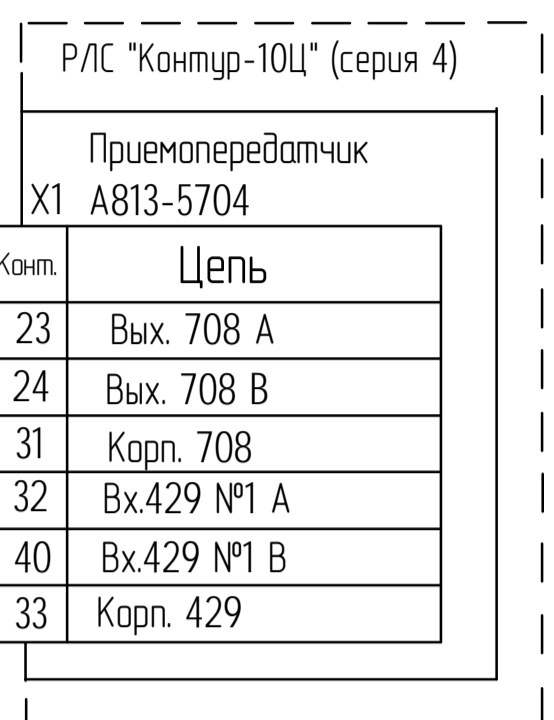 РЛС "Контур-10Ц" (серия 4)
Приемопередатчик
X1 А813-5704
Конт. Цепь
23 Вых. 708 А
24 Вых. 708 В
31 Корп. 708
32 Вх.429 №1 А
40 Вх.429 №1 В
33 Корп. 429